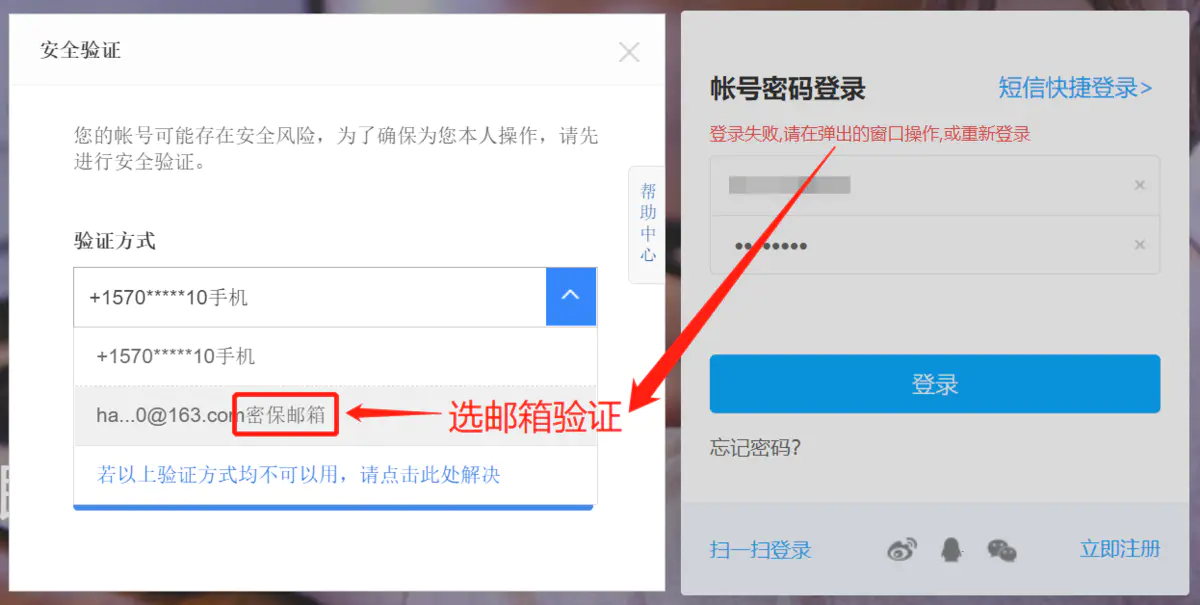 安全验证
您的帐号可能存在安全风险，为了确保为您本人操作，请先
进行安全验证。
帮
助
中
心
验证方式
+1570*****10手机
+1570*****10手机
ha...0@163.com密保邮箱
选邮箱验证
若以上验证方式均不可以用，请点击此处解决
帐号密码登录
短信快捷登录>
登录失败,请在弹出的窗口操作,或重新登录
登录
忘记密码?
扫一扫登录
立即注册